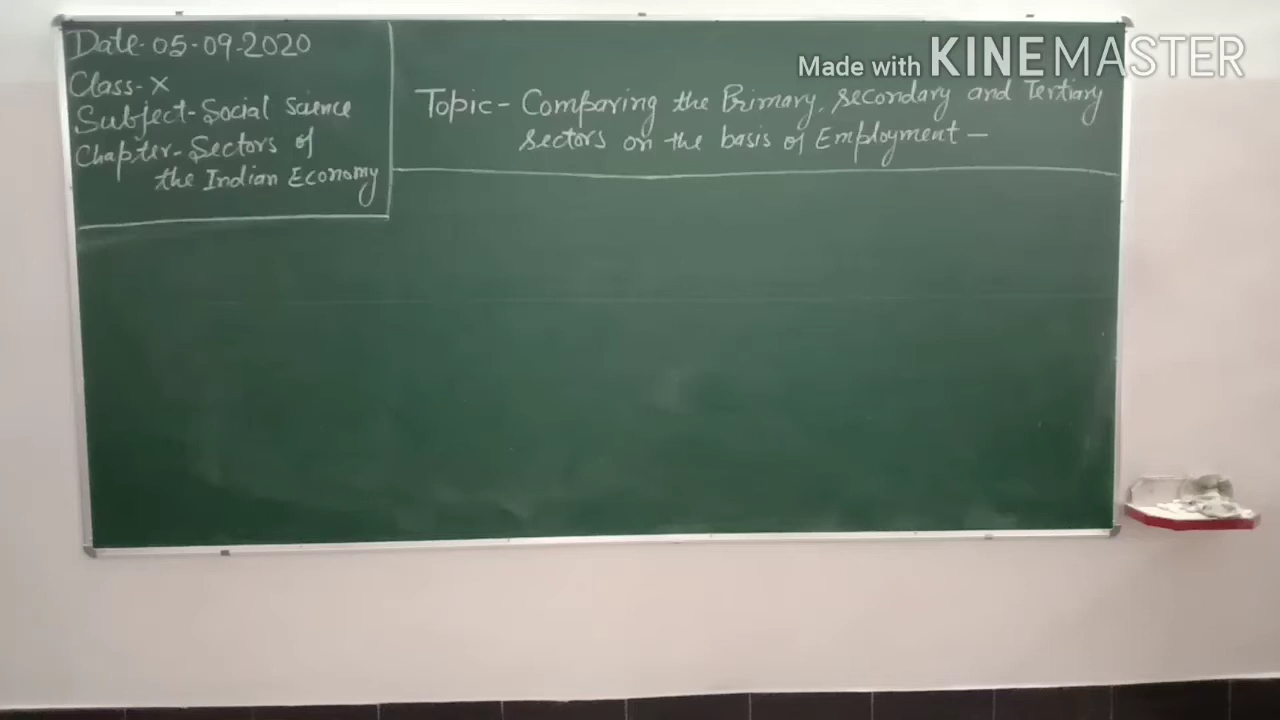 Date-05-09-2020
Class-X
Subject-Social Science
Chapter-Sectors of
the Indian Economy
Made with KINEMASTER
Topic- Comparing the Primary, secondary and Tertiary
sectors on the basis of Employment-